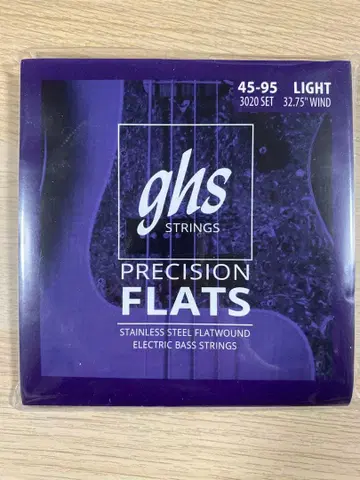 45-95 LIGHT
3020 SET 32.75" WIND
ghs
STRINGS
PRECISION
FLATS
STAINLESS STEEL FLATWOUND
ELECTRIC BASS STRINGS